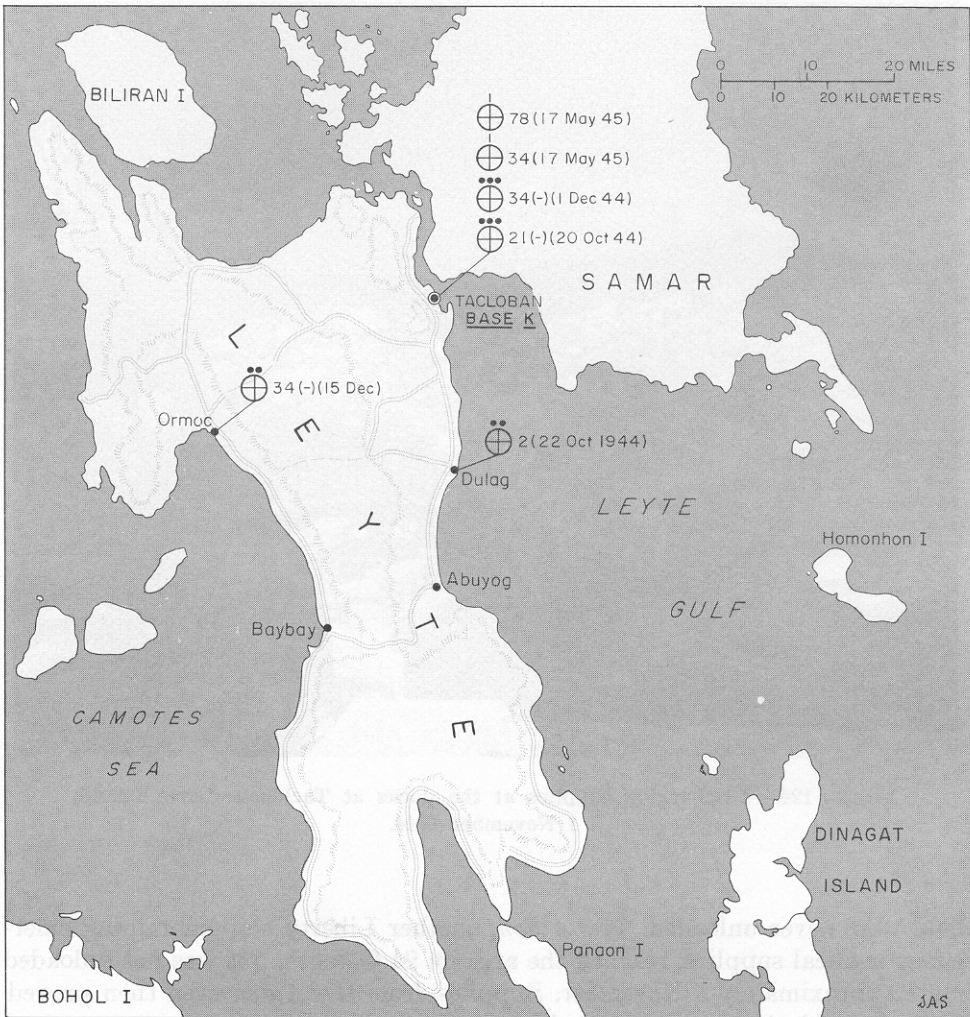 BILIRAN I
0 10 20 MILES
0 10 20 KILOMETERS
78 (17 May 45)
34 (17 May 45)
34(-)(1 Dec 44)
21(-)(20 Oct 44)
SAMAR
TACLOBAN
BASE K
LEYTE
34(-)(15 Dec)
Ormoc
2(22 Oct 1944)
Dulag
LEYTE
GULF
Homonhon I
Abuyog
Baybay
CAMOTES
SEA
DINAGAT
ISLAND
Panaon I
BOHOL I
JAS